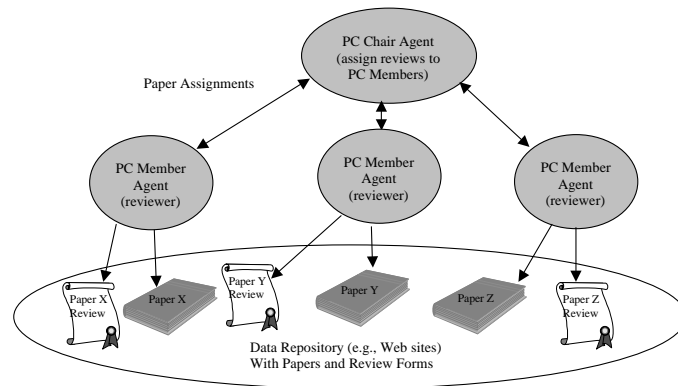 PC Chair Agent
(assign reviews to
PC Members)
Paper Assignments
PC Member
Agent
(reviewer)
PC Member
Agent
(reviewer)
PC Member
Agent
(reviewer)
Paper X
Review
Paper X
Paper Y
Review
Paper Y
Paper Z
Paper Z
Review
Data Repository (e.g., Web sites)
With Papers and Review Forms